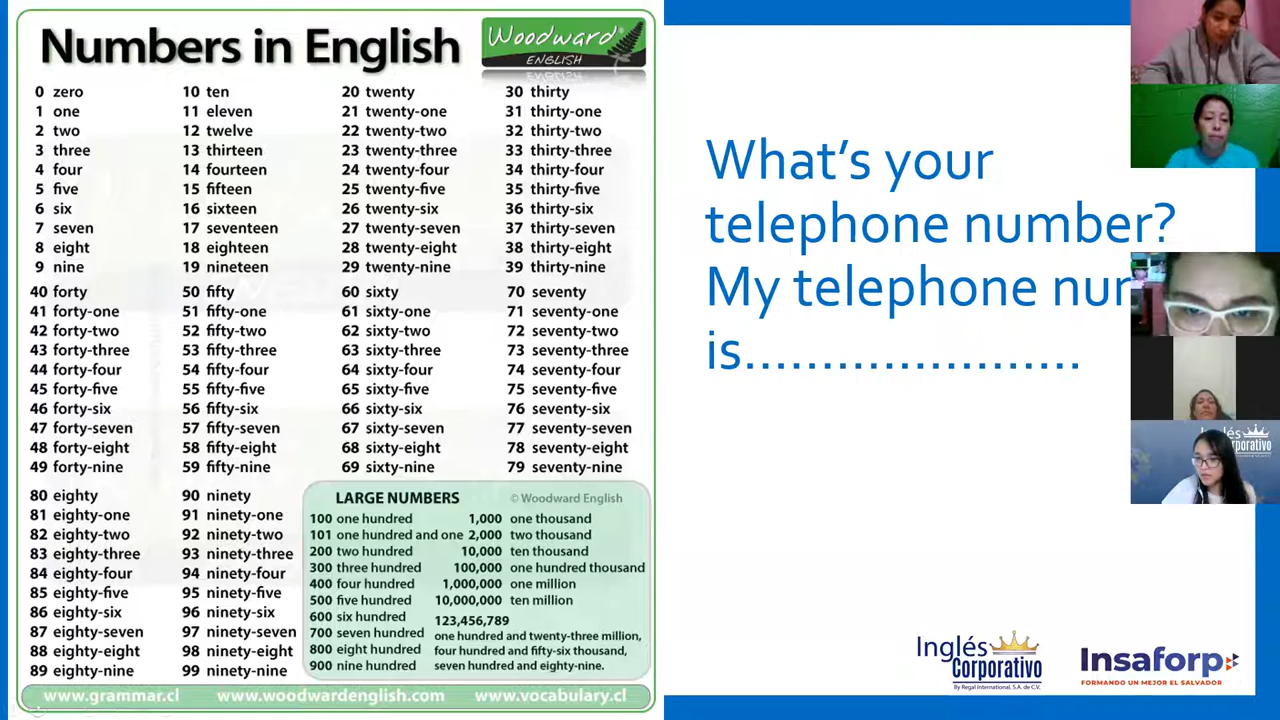 Numbers in English
Woodward®
ENGLISH
0 zero
1 one
2 two
3 three
4 four
5 five
6 six
7 seven
8 eight
9 nine
10 ten
11 eleven
12 twelve
13 thirteen
14 fourteen
15 fifteen
16 sixteen
17 seventeen
18 eighteen
19 nineteen
20 twenty
21 twenty-one
22 twenty-two
23 twenty-three
24 twenty-four
25 twenty-five
26 twenty-six
27 twenty-seven
28 twenty-eight
29 twenty-nine
30 thirty
31 thirty-one
32 thirty-two
33 thirty-three
34 thirty-four
35 thirty-five
36 thirty-six
37 thirty-seven
38 thirty-eight
39 thirty-nine
40 forty
41 forty-one
42 forty-two
43 forty-three
44 forty-four
45 forty-five
46 forty-six
47 forty-seven
48 forty-eight
49 forty-nine
50 fifty
51 fifty-one
52 fifty-two
53 fifty-three
54 fifty-four
55 fifty-five
56 fifty-six
57 fifty-seven
58 fifty-eight
59 fifty-nine
60 sixty
61 sixty-one
62 sixty-two
63 sixty-three
64 sixty-four
65 sixty-five
66 sixty-six
67 sixty-seven
68 sixty-eight
69 sixty-nine
70 seventy
71 seventy-one
72 seventy-two
73 seventy-three
74 seventy-four
75 seventy-five
76 seventy-six
77 seventy-seven
78 seventy-eight
79 seventy-nine
80 eighty
81 eighty-one
82 eighty-two
83 eighty-three
84 eighty-four
85 eighty-five
86 eighty-six
87 eighty-seven
88 eighty-eight
89 eighty-nine
90 ninety
91 ninety-one
92 ninety-two
93 ninety-three
94 ninety-four
95 ninety-five
96 ninety-six
97 ninety-seven
98 ninety-eight
99 ninety-nine
LARGE NUMBERS © Woodward English
100 one hundred
101 one hundred and one
200 two hundred
300 three hundred
400 four hundred
500 five hundred
600 six hundred
700 seven hundred
800 eight hundred
900 nine hundred
1,000 one thousand
2,000 two thousand
10,000 ten thousand
100,000 one hundred thousand
1,000,000 one million
10,000,000 ten million
123,456,789
one hundred and twenty-three million,
four hundred and fifty-six thousand,
seven hundred and eighty-nine.
www.grammar.cl www.woodwardenglish.com www.vocabulary.cl
What's your
telephone number?
My telephone nu
is......................
Inglés
Corporativo
By Regal International, S.A. de C.V.
Insaforp
FORMANDO UN MEJOR EL SALVADOR